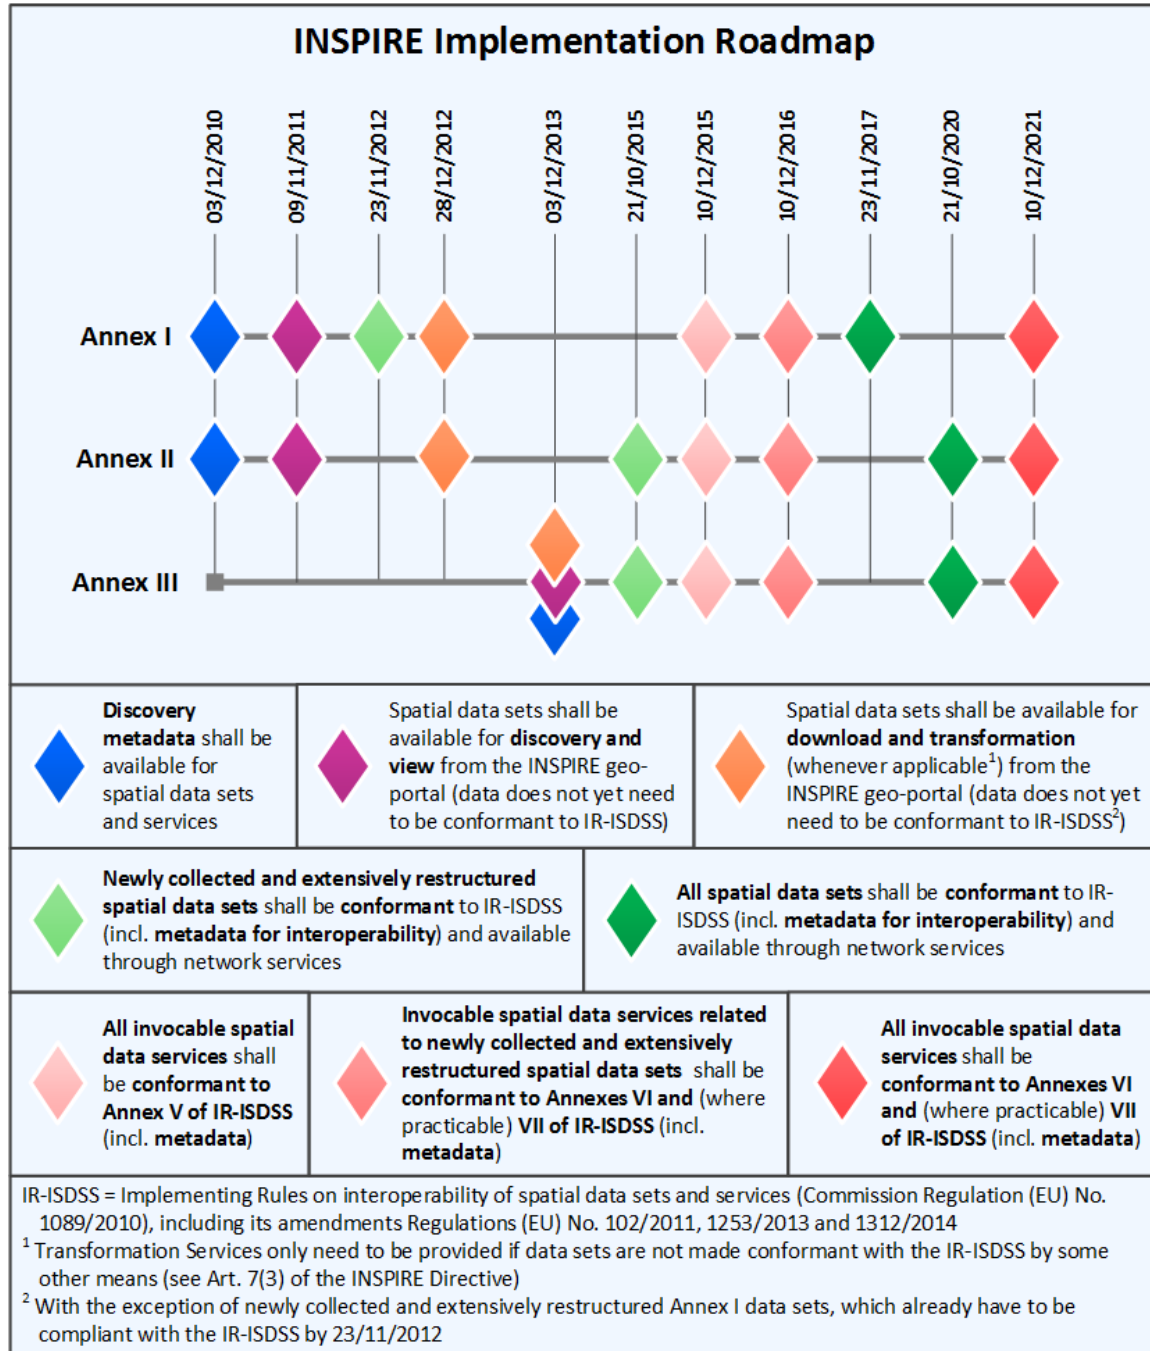 INSPIRE Implementation Roadmap
03/12/2010
09/11/2011
23/11/2012
28/12/2012
03/12/2013
21/10/2015
10/12/2015
10/12/2016
23/11/2017
21/10/2020
10/12/2021
Annex I
Annex II
Annex III
Discovery
metadata shall be
available for
spatial data sets
and services
Spatial data sets shall be
available for discovery and
view from the INSPIRE geo-
portal (data does not yet need
to be conformant to IR-ISDSS)
Spatial data sets shall be available for
download and transformation
(whenever applicable¹) from the
INSPIRE geo-portal (data does not yet
need to be conformant to IR-ISDSS²)
Newly collected and extensively restructured
spatial data sets shall be conformant to IR-ISDSS
(incl. metadata for interoperability) and available
through network services
All spatial data sets shall be conformant to IR-
ISDSS (incl. metadata for interoperability) and
available through network services
All invocable spatial
data services shall
be conformant to
Annex V of IR-ISDSS
(incl. metadata)
Invocable spatial data services related
to newly collected and extensively
restructured spatial data sets shall be
conformant to Annexes VI and (where
practicable) VII of IR-ISDSS (incl.
metadata)
All invocable spatial data
services shall be
conformant to Annexes VI
and (where practicable) VII
of IR-ISDSS (incl. metadata)
IR-ISDSS = Implementing Rules on interoperability of spatial data sets and services (Commission Regulation (EU) No.
1089/2010), including its amendments Regulations (EU) No. 102/2011, 1253/2013 and 1312/2014
¹ Transformation Services only need to be provided if data sets are not made conformant with the IR-ISDSS by some
other means (see Art. 7(3) of the INSPIRE Directive)
² With the exception of newly collected and extensively restructured Annex I data sets, which already have to be
compliant with the IR-ISDSS by 23/11/2012